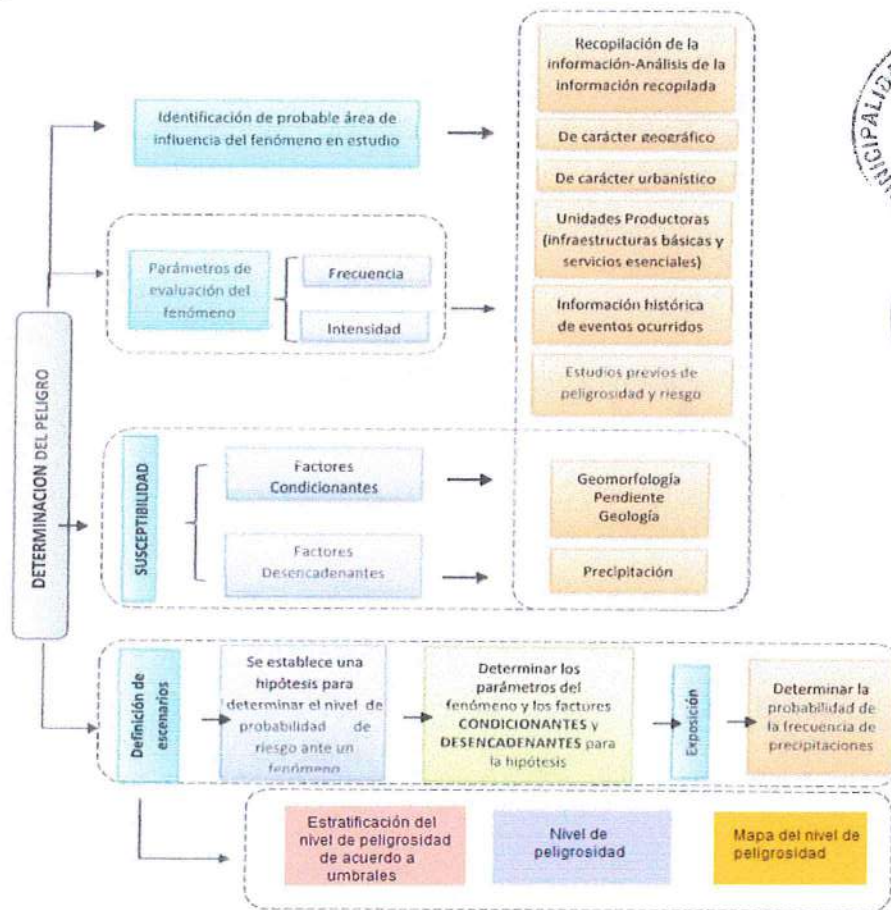 Recopilación de la
información-Análisis de la
información recopilada
Identificación de probable área de
influencia del fenómeno en estudio
De carácter geográfico
De carácter urbanístico
Unidades Productoras
(infraestructuras básicas y
servicios esenciales)
Parámetros de
evaluación del
fenómeno
Frecuencia
Intensidad
Información histórica
de eventos ocurridos
Estudios previos de
peligrosidad y riesgo
DETERMINACION DEL PELIGRO
SUSCEPTIBILIDAD
Factores
Condicionantes
Geomorfología
Pendiente
Geología
Factores
Desencadenantes
Precipitación
Definición de
escenarios
Se establece una
hipótesis para
determinar el nivel de
probabilidad de
riesgo ante un
fenómeno
Determinar los
parámetros del
fenómeno y los factores
CONDICIONANTES y
DESENCADENANTES para
la hipótesis
Exposición
Determinar la
probabilidad de
la frecuencia de
precipitaciones
Estratificación del
nivel de peligrosidad
de acuerdo a
umbrales
Nivel de
peligrosidad
Mapa del nivel de
peligrosidad